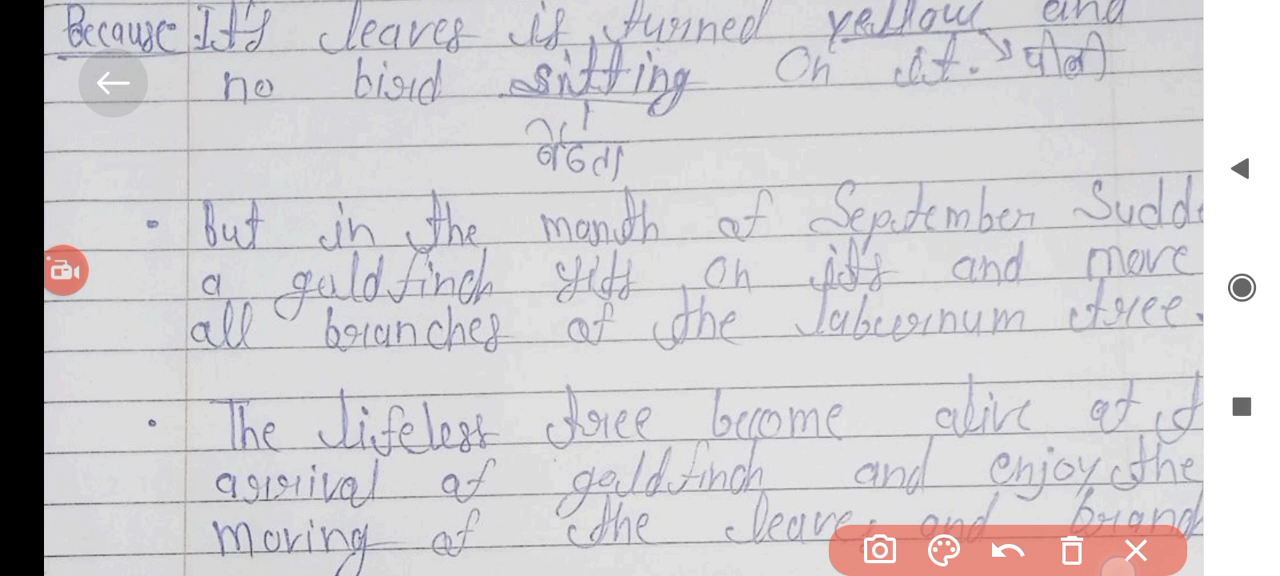 Because It's leaves is turned yellow and
no bird sitting on it. पीला
बैठता
But in the month of September Sudd
a goldfinch sits on it's and move
all branches of the laburnum tree.
The lifeless tree become alive at t
arrival of goldfinch and enjoy the
moving of the leaves and branch